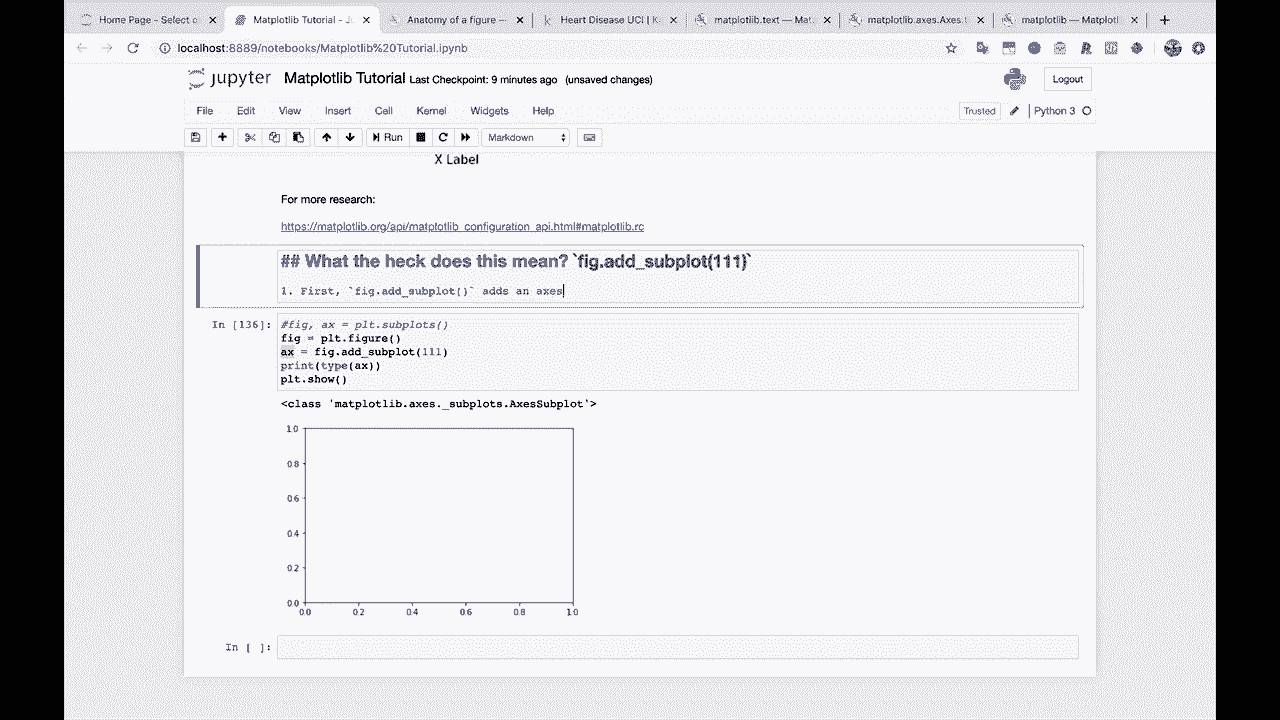 Home Page - Select o
Matplotlib Tutorial - Ju
Anatomy of a figure —
Heart Disease UCI | K
matplotlib.text — Mat
matplotlib.axes.Axes.t
matplotlib — Matplotl
localhost:8889/notebooks/Matplotlib%20Tutorial.ipynb
jupyter Matplotlib Tutorial Last Checkpoint: 9 minutes ago (unsaved changes)
Logout
File Edit View Insert Cell Kernel Widgets Help
Trusted
Python 3
Run
Markdown
X Label
For more research:
https://matplotlib.org/api/matplotlib_configuration_api.html#matplotlib.rc
## What the heck does this mean? `fig.add_subplot(111)`
1. First, `fig.add_subplot()` adds an axes
In [136]:
#fig, ax = plt.subplots()
fig = plt.figure()
ax = fig.add_subplot(111)
print(type(ax))
plt.show()
<class 'matplotlib.axes._subplots.AxesSubplot'>
1.0
0.8
0.6
0.4
0.2
0.0
0.0 0.2 0.4 0.6 0.8 1.0
In [ ]: